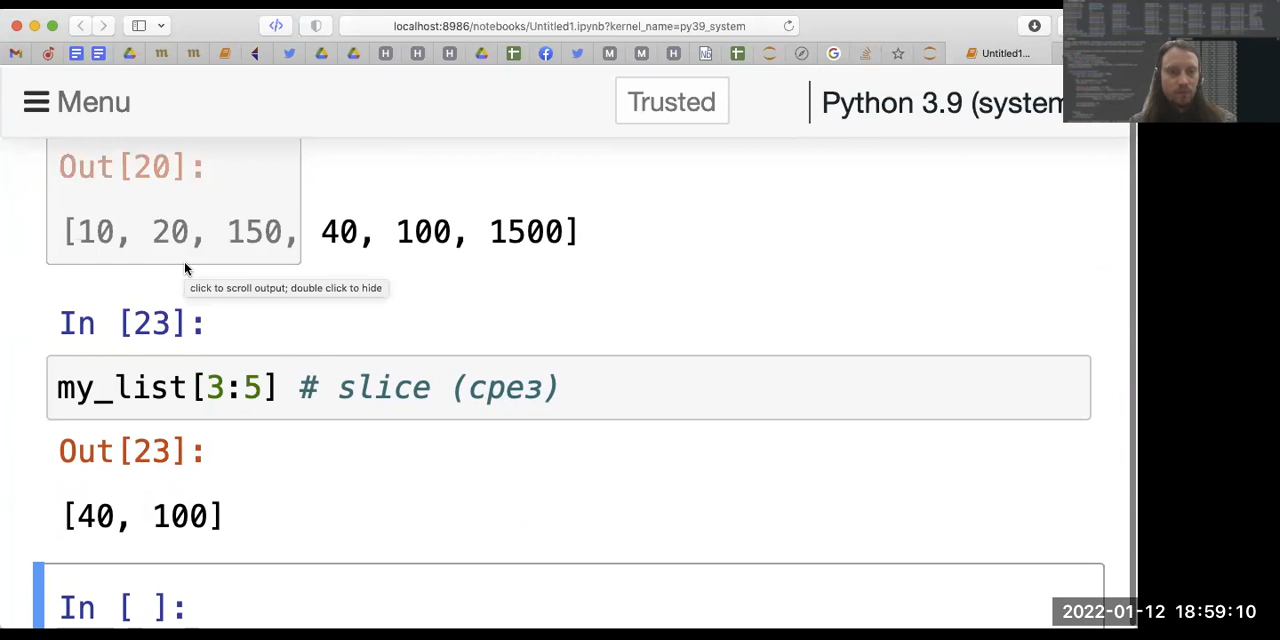 localhost:8986/notebooks/Untitled1.ipynb?kernel_name=py39_system
Untitled1...
Menu
Trusted
Python 3.9 (system
Out[20]:
[10, 20, 150, 40, 100, 1500]
click to scroll output; double click to hide
In [23]:
my_list[3:5] # slice (срез)
Out[23]:
[40, 100]
In [ ]:
2022-01-12 18:59:10